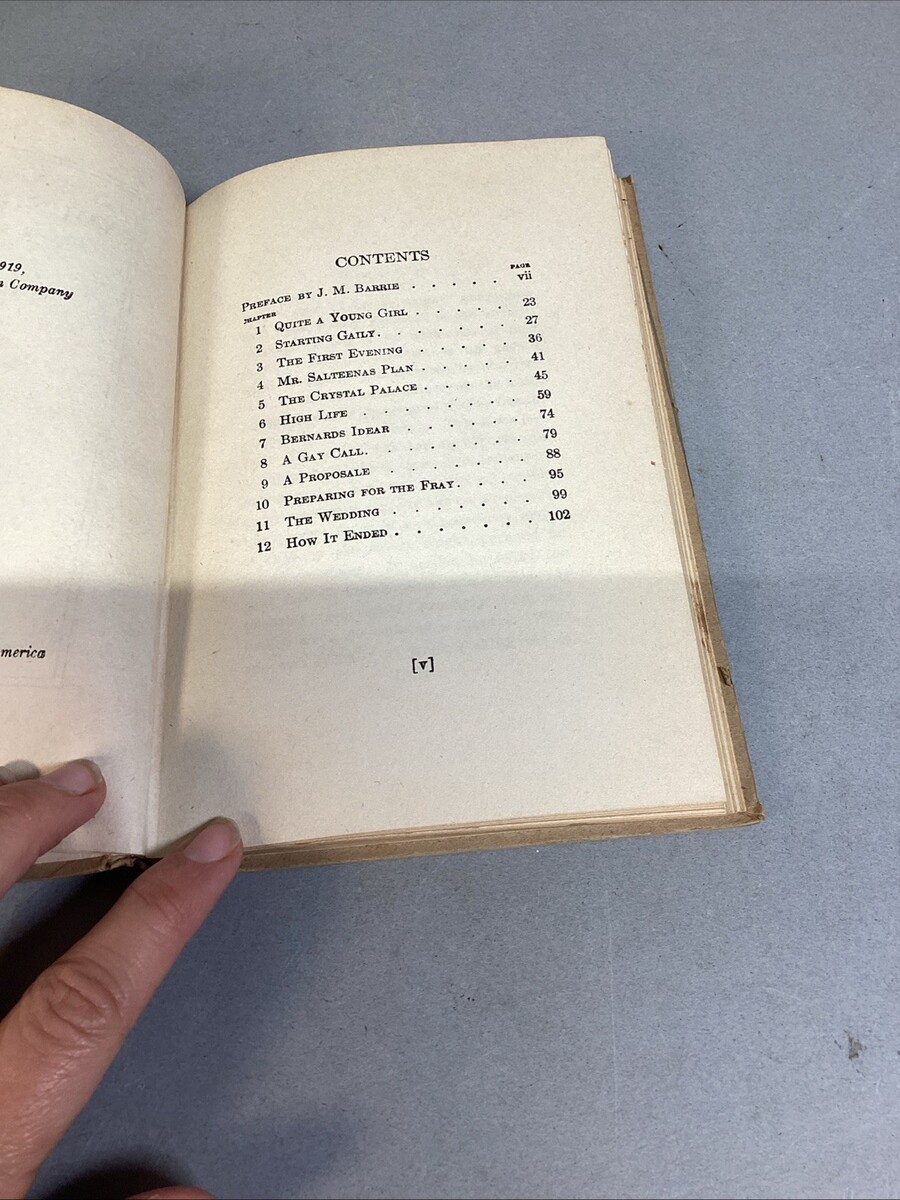 919,
n Company
merica
CONTENTS
PAGE
PREFACE BY J. M. BARRIE . . . . . vii
CHAPTER
1 QUITE A YOUNG GIRL . . . . . 23
2 STARTING GAILY. . . . . . . 27
3 THE FIRST EVENING . . . . . 36
4 MR. SALTEENAS PLAN . . . . . 41
5 THE CRYSTAL PALACE . . . . . 45
6 HIGH LIFE . . . . . . . . 59
7 BERNARDS IDEAR . . . . . . 74
8 A GAY CALL. . . . . . . . 79
9 A PROPOSALE . . . . . . . 88
10 PREPARING FOR THE FRAY. . . . . 95
11 THE WEDDING . . . . . . . 99
12 HOW IT ENDED . . . . . . . 102
[v]